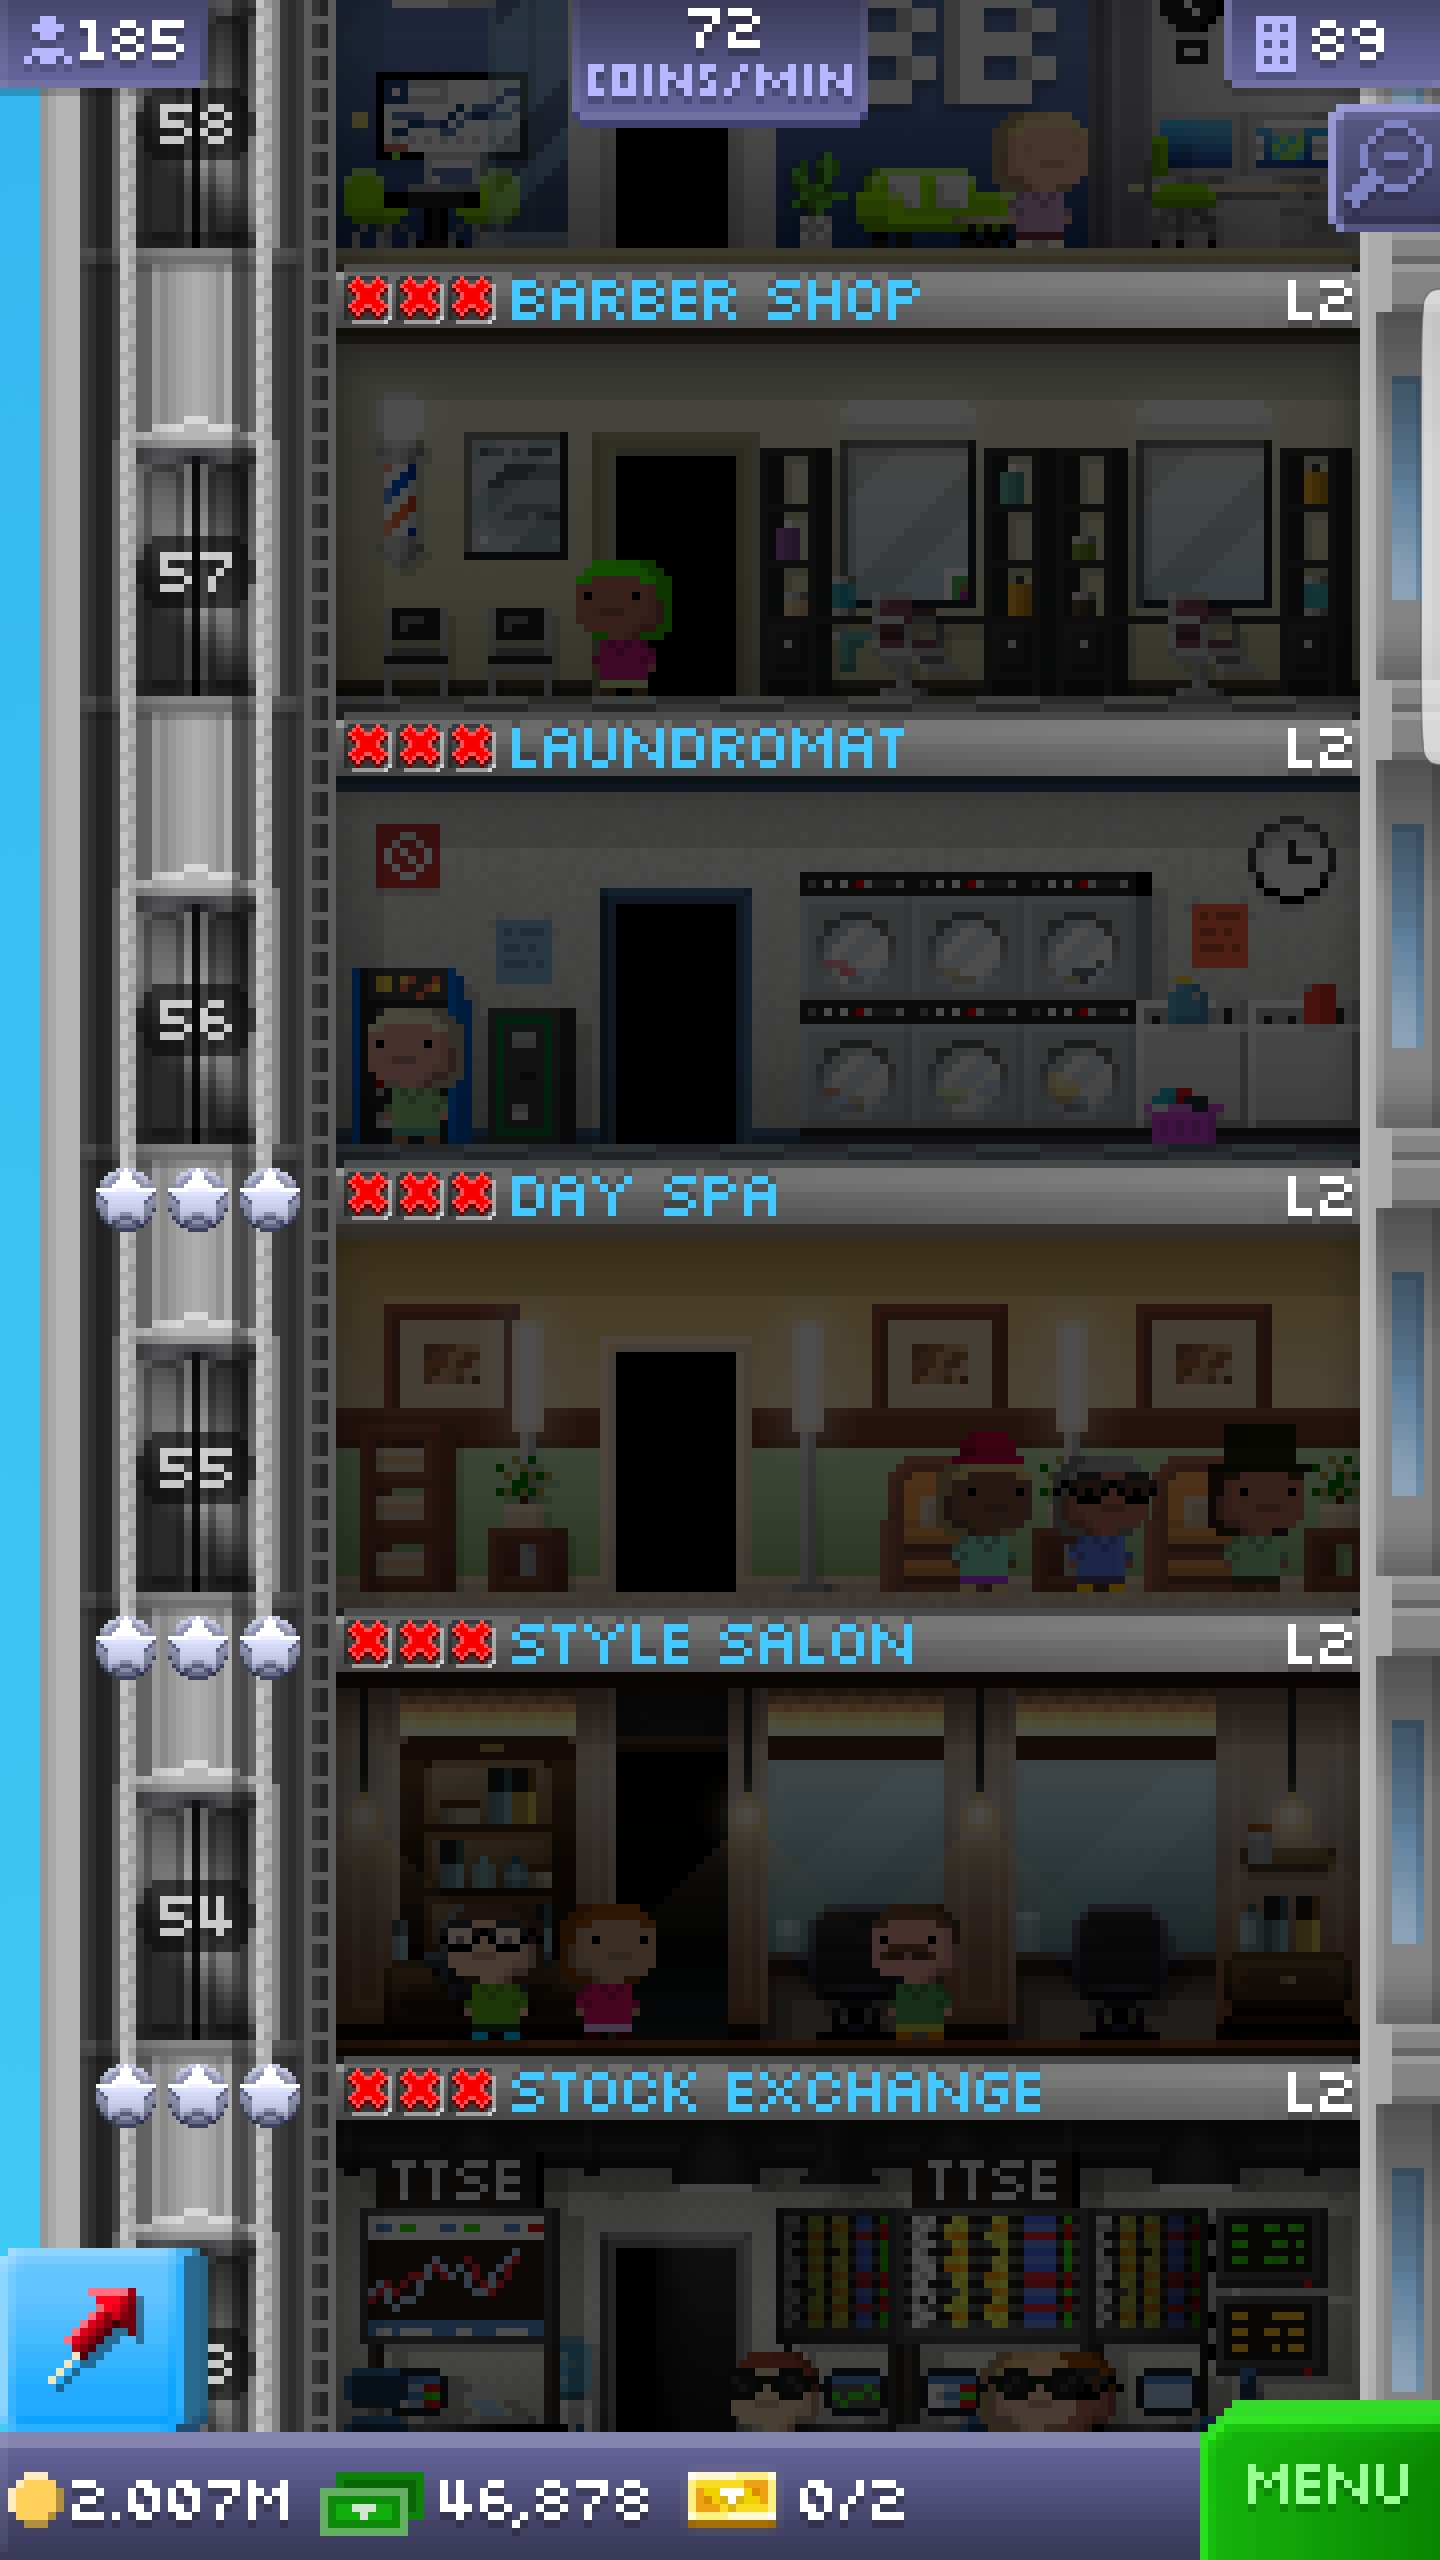 185
72
COINS/MIN
89
58
BARBER SHOP L2
57
LAUNDROMAT L2
56
DAY SPA L2
55
STYLE SALON L2
54
STOCK EXCHANGE L2
TTSE TTSE
3
2.007M 46,878 0/2 MENU